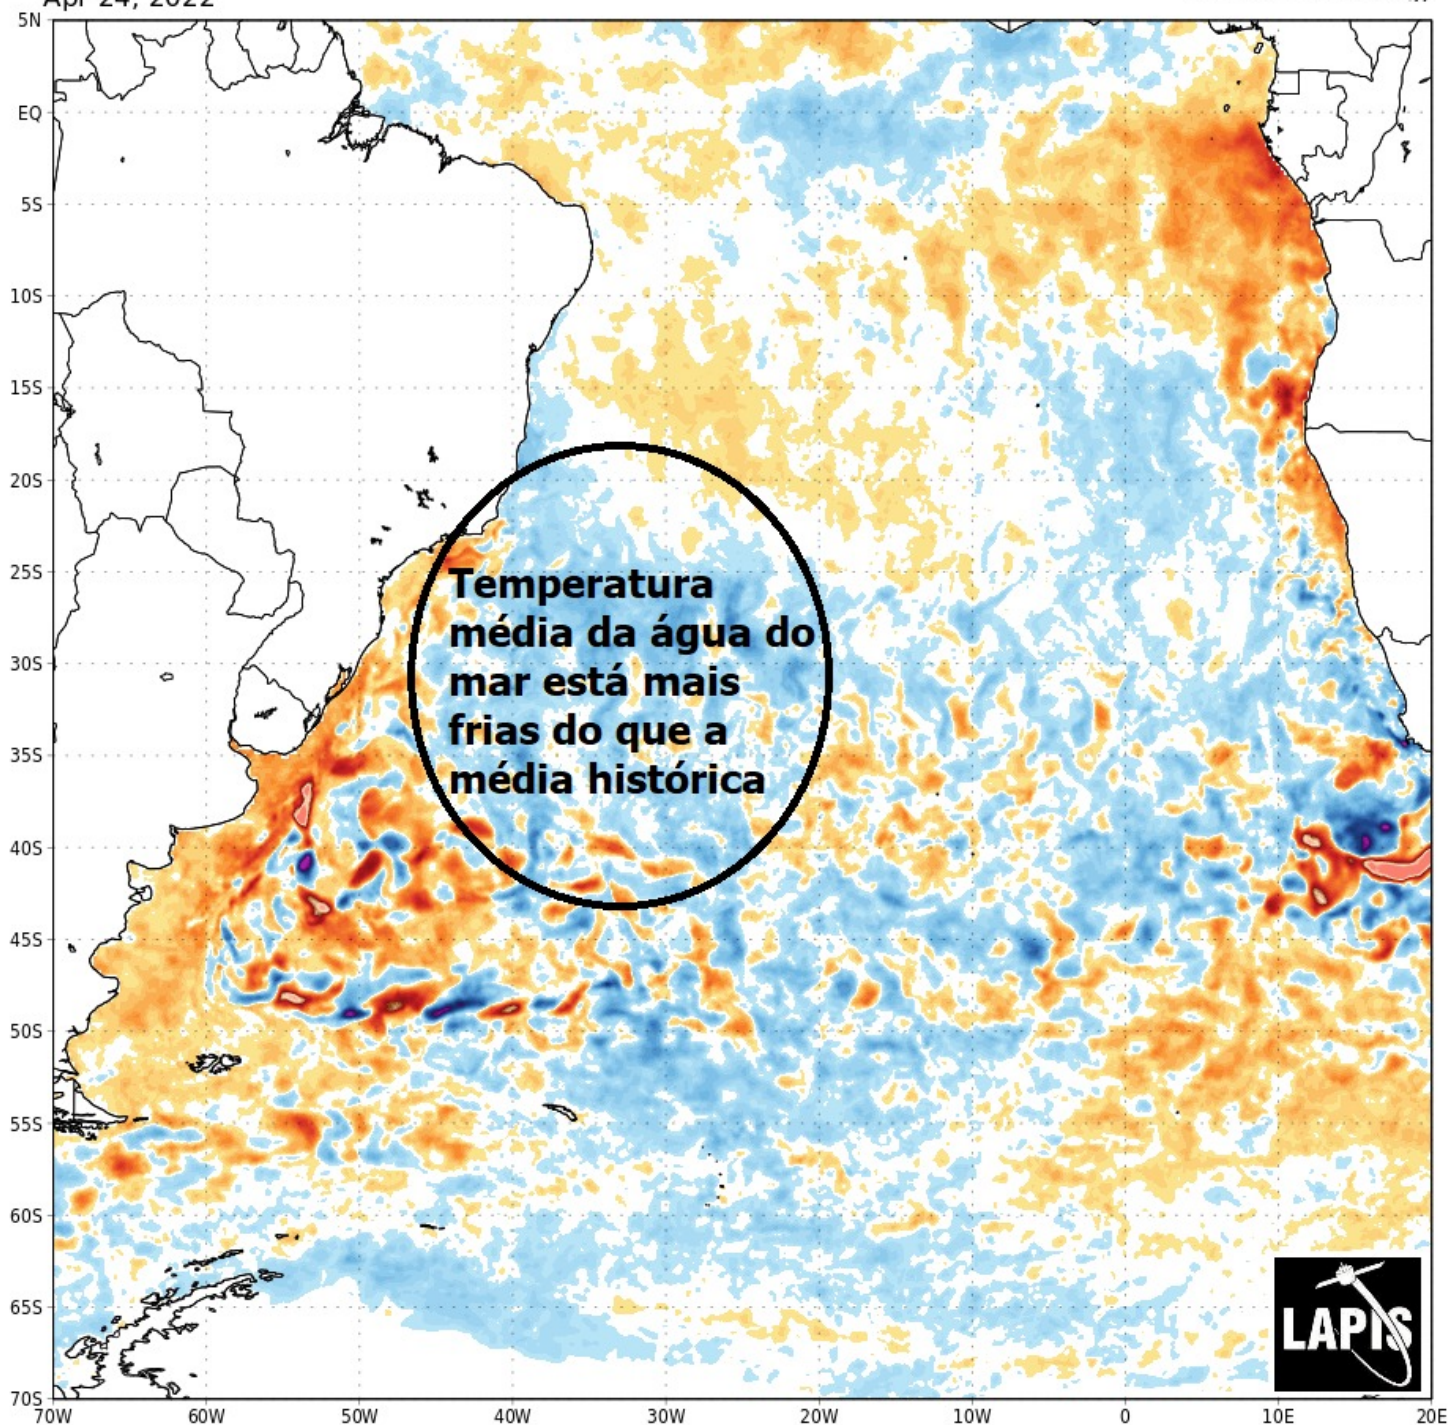 Apr 24, 2022
5N
EQ
5S
10S
15S
20S
25S
30S
35S
40S
45S
50S
55S
60S
65S
70S
Temperatura
média da água do
mar está mais
frias do que a
média histórica
LAPIS
70W 60W 50W 40W 30W 20W 10W 0 10E 20E